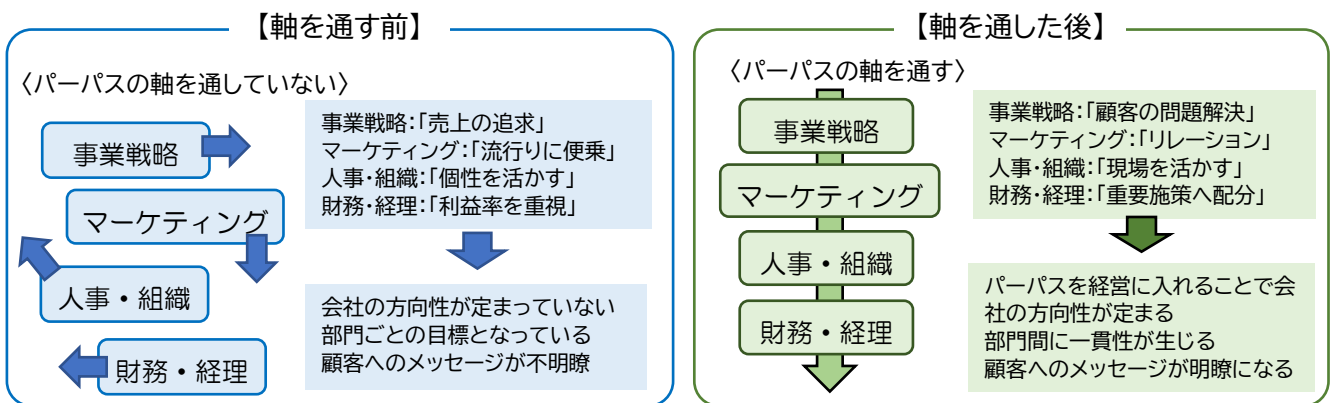 【軸を通す前】
〈パーパスの軸を通していない〉
事業戦略
マーケティング
人事・組織
財務・経理
事業戦略:「売上の追求」
マーケティング:「流行りに便乗」
人事・組織:「個性を活かす」
財務・経理:「利益率を重視」
会社の方向性が定まっていない
部門ごとの目標となっている
顧客へのメッセージが不明瞭
【軸を通した後】
〈パーパスの軸を通す〉
事業戦略
マーケティング
人事・組織
財務・経理
事業戦略:「顧客の問題解決」
マーケティング:「リレーション」
人事・組織:「現場を活かす」
財務・経理:「重要施策へ配分」
パーパスを経営に入れることで会
社の方向性が定まる
部門間に一貫性が生じる
顧客へのメッセージが明瞭になる